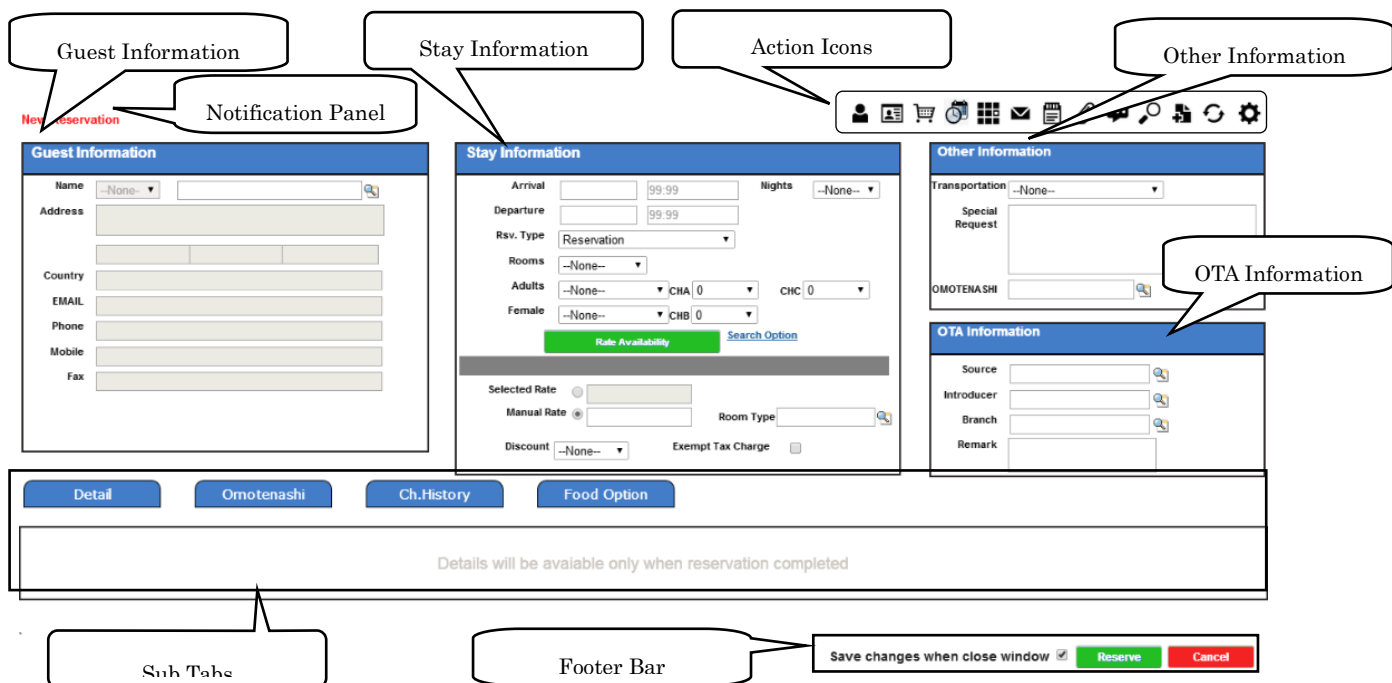 Guest Information
Stay Information
Action Icons
Other Information
Notification Panel
New Reservation
Guest Information
Name --None-- ▼
Address
Country
EMAIL
Phone
Mobile
Fax
Stay Information
Arrival 99:99 Nights --None-- ▼
Departure 99:99
Rsv. Type Reservation ▼
Rooms --None-- ▼
Adults --None-- ▼ CHA 0 ▼ CHC 0 ▼
Female --None-- ▼ CHB 0 ▼
Rate Availability Search Option
Selected Rate
Manual Rate Room Type
Discount --None-- ▼ Exempt Tax Charge
Other Information
Transportation --None-- ▼
Special
Request
OMOTENASHI
OTA Information
OTA Information
Source
Introducer
Branch
Remark
Detail Omotenashi Ch.History Food Option
Details will be avaiable only when reservation completed
Sub Tabs
Footer Bar
Save changes when close window Reserve Cancel